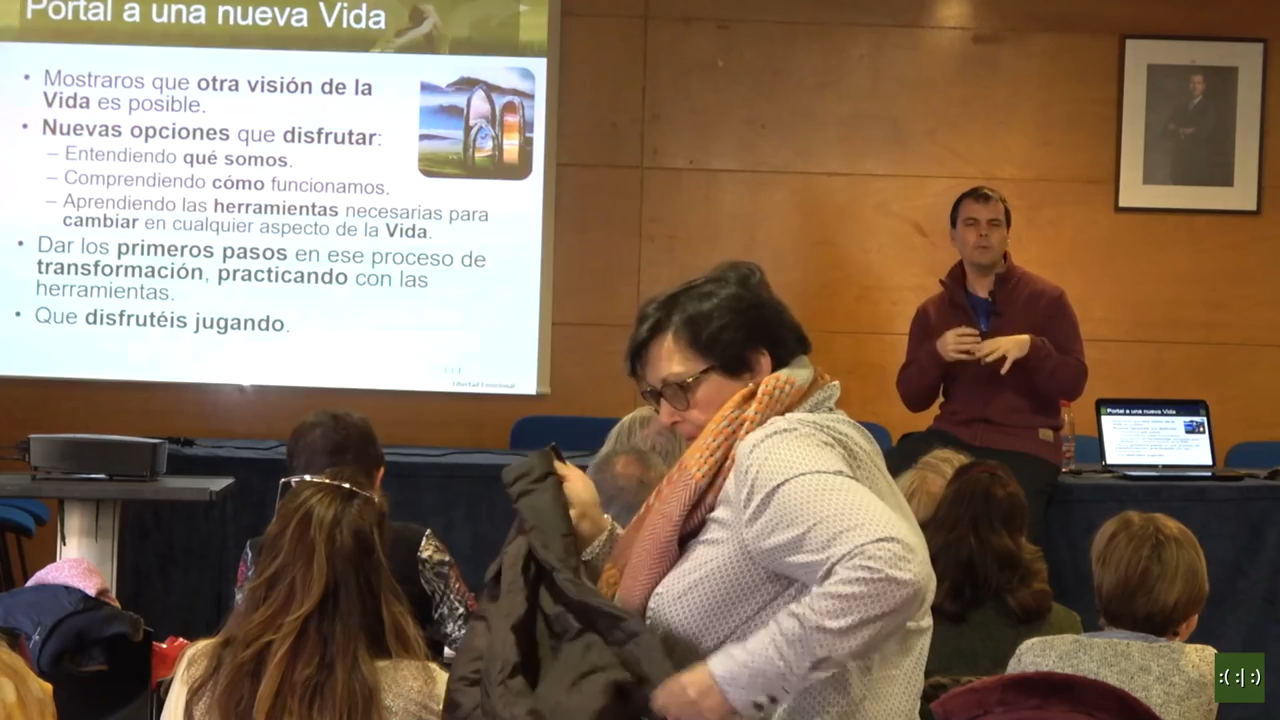 Portal a una nueva Vida
• Mostraros que otra visión de la
Vida es posible.
• Nuevas opciones que disfrutar:
– Entendiendo qué somos.
– Comprendiendo cómo funcionamos.
– Aprendiendo las herramientas necesarias para
cambiar en cualquier aspecto de la Vida.
• Dar los primeros pasos en ese proceso de
transformación, practicando con las
herramientas.
• Que disfrutéis jugando.
Libertad Emocional
Portal a una nueva Vida
:( :| :)